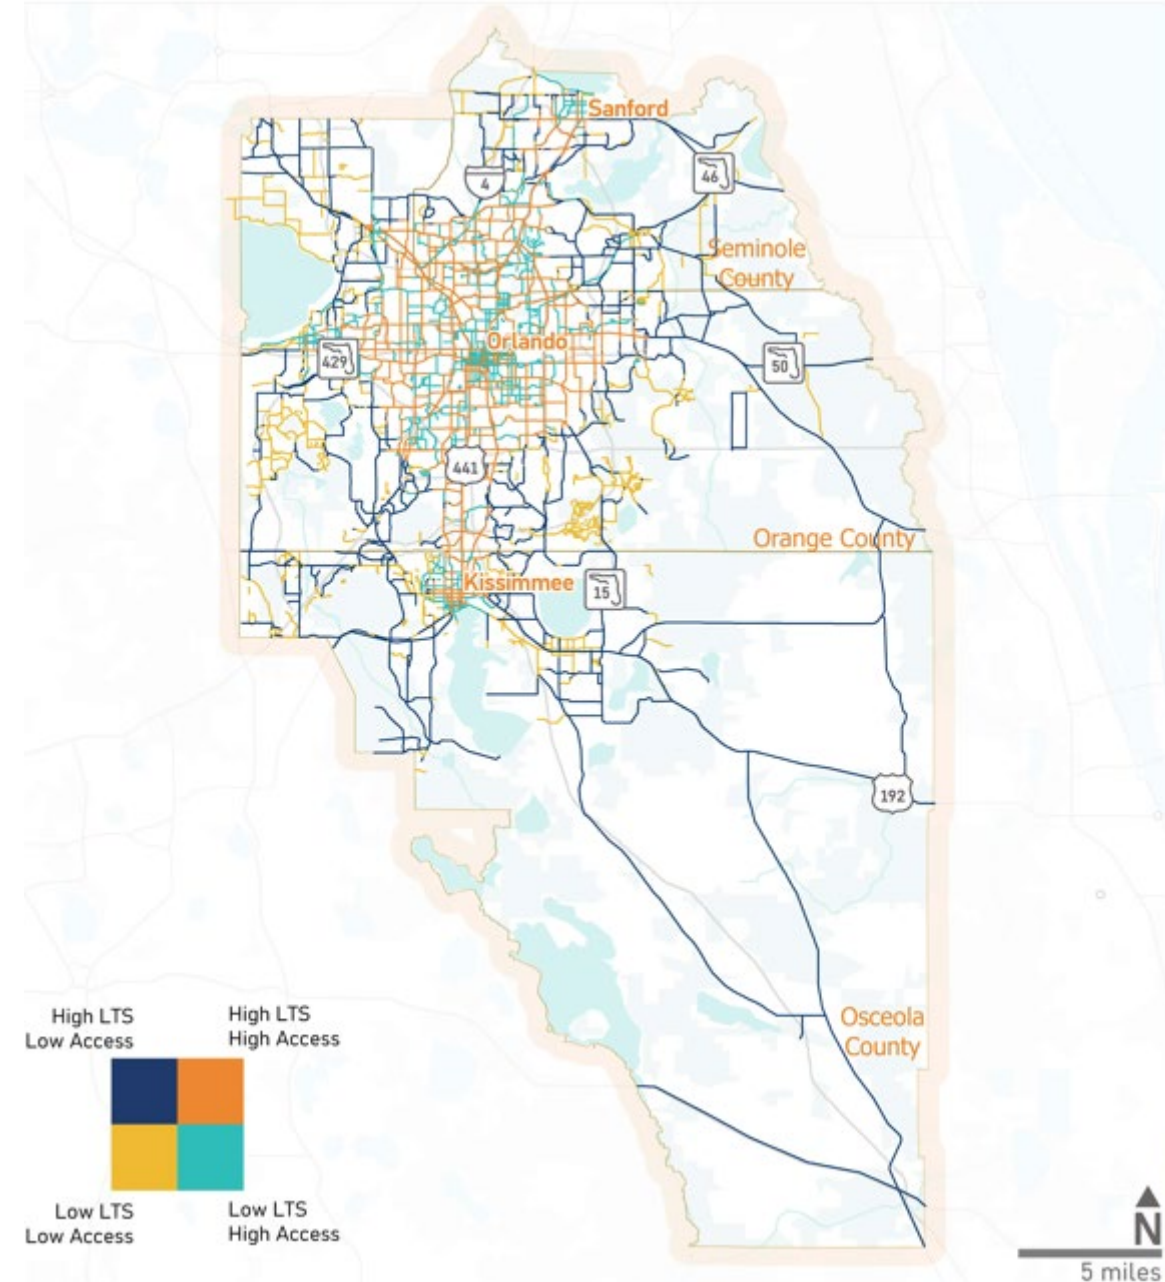 Sanford
46
4
Seminole
County
Orlando
429
50
441
Orange County
Kissimmee
15
192
Osceola
County
High LTS
Low Access
High LTS
High Access
Low LTS
Low Access
Low LTS
High Access
N
5 miles